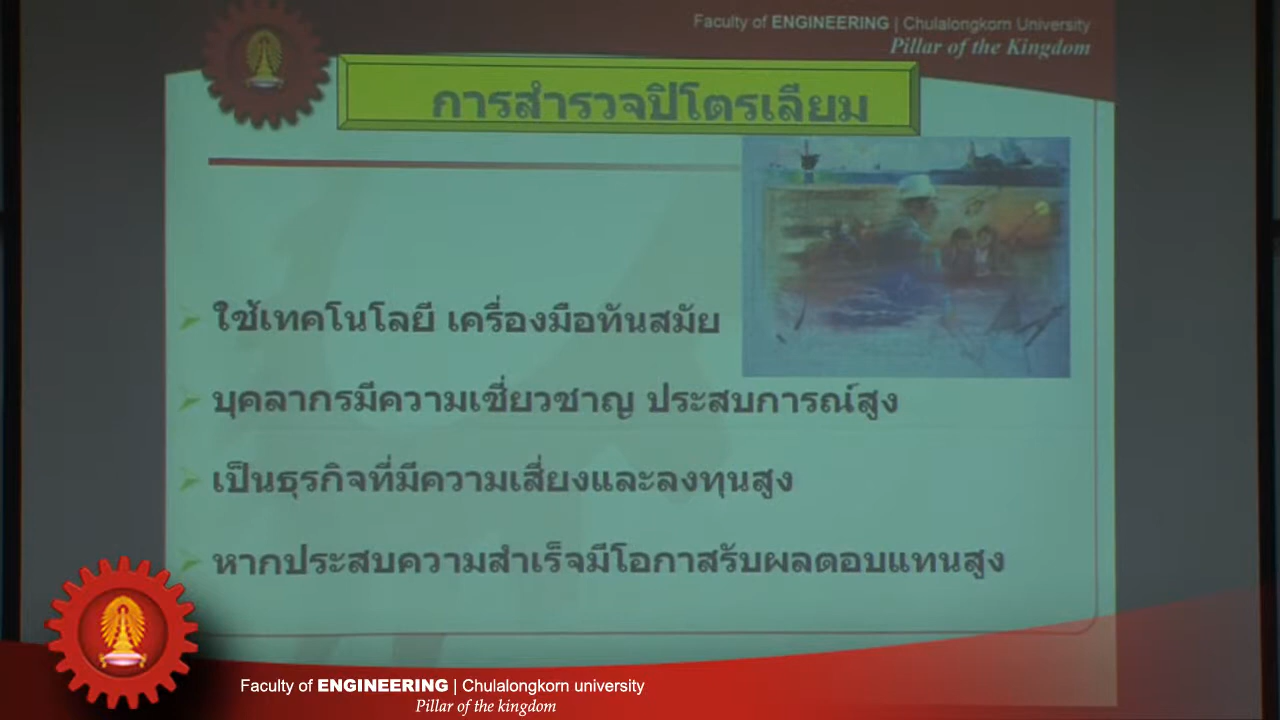 Faculty of ENGINEERING | Chulalongkorn University
Pillar of the Kingdom
การสำรวจปิโตรเลียม
ใช้เทคโนโลยี เครื่องมือทันสมัย
บุคลากรมีความเชี่ยวชาญ ประสบการณ์สูง
เป็นธุรกิจที่มีความเสี่ยงและลงทุนสูง
หากประสบความสำเร็จมีโอกาสรับผลตอบแทนสูง
Faculty of ENGINEERING | Chulalongkorn university
Pillar of the kingdom